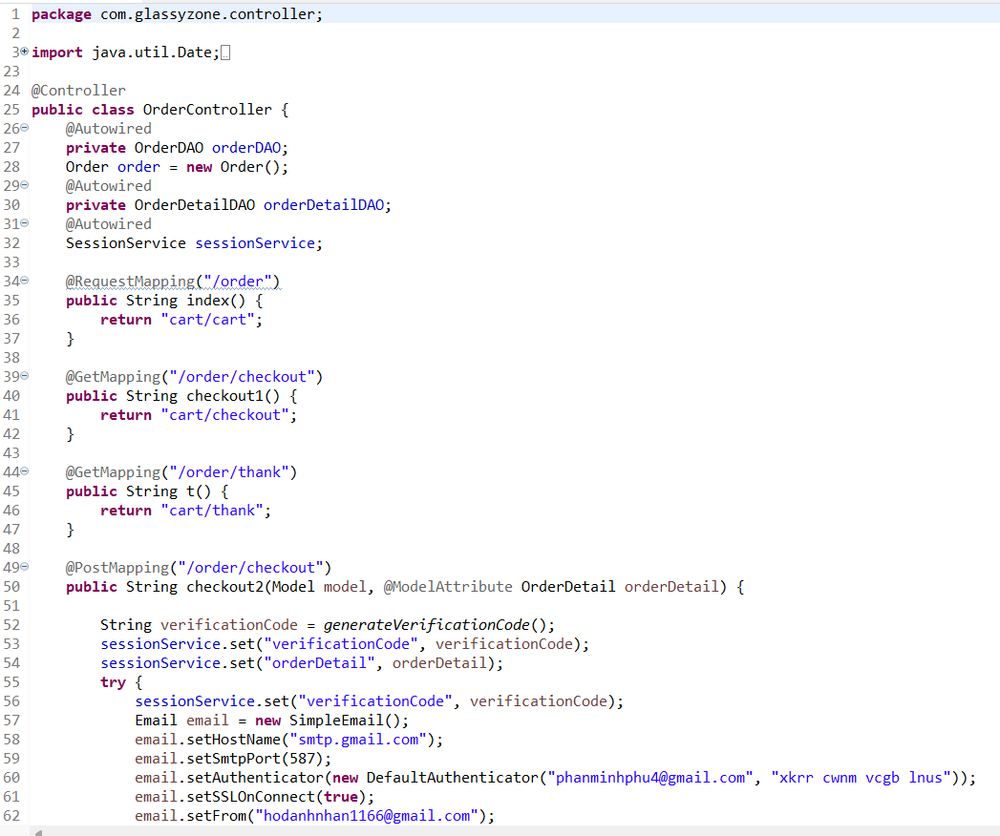 1 package com.glassyzone.controller;
2
3 import java.util.Date;
23
24 @Controller
25 public class OrderController {
26 @Autowired
27 private OrderDAO orderDAO;
28 Order order = new Order();
29 @Autowired
30 private OrderDetailDAO orderDetailDAO;
31 @Autowired
32 SessionService sessionService;
33
34 @RequestMapping("/order")
35 public String index() {
36 return "cart/cart";
37 }
38
39 @GetMapping("/order/checkout")
40 public String checkout1() {
41 return "cart/checkout";
42 }
43
44 @GetMapping("/order/thank")
45 public String t() {
46 return "cart/thank";
47 }
48
49 @PostMapping("/order/checkout")
50 public String checkout2(Model model, @ModelAttribute OrderDetail orderDetail) {
51
52 String verificationCode = generateVerificationCode();
53 sessionService.set("verificationCode", verificationCode);
54 sessionService.set("orderDetail", orderDetail);
55 try {
56 sessionService.set("verificationCode", verificationCode);
57 Email email = new SimpleEmail();
58 email.setHostName("smtp.gmail.com");
59 email.setSmtpPort(587);
60 email.setAuthenticator(new DefaultAuthenticator("phanminhphu4@gmail.com", "xkrr cwnm vcgb lnus"));
61 email.setSSLOnConnect(true);
62 email.setFrom("hodanhnhan1166@gmail.com");